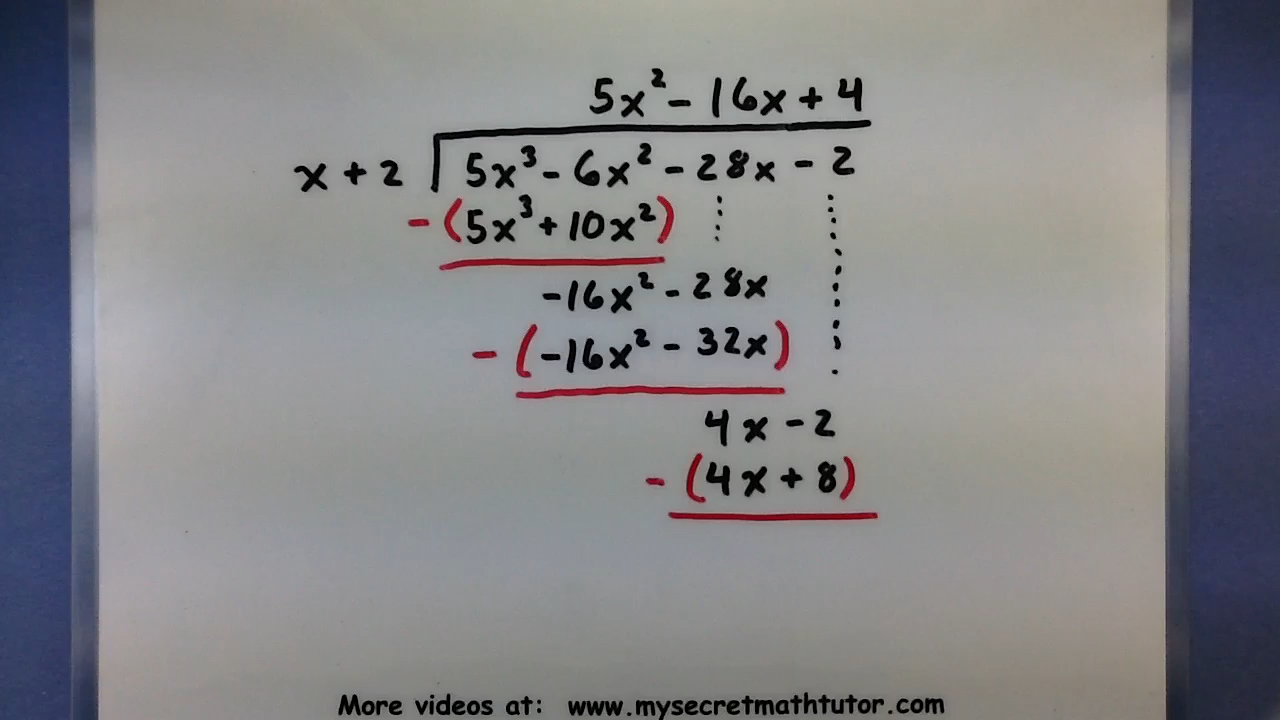 5x² - 16x + 4
x + 2 5x³ - 6x² - 28x - 2
- (5x³ + 10x²)
-16x² - 28x
- (-16x² - 32x)
4x - 2
- (4x + 8)
More videos at: www.mysecretmathtutor.com